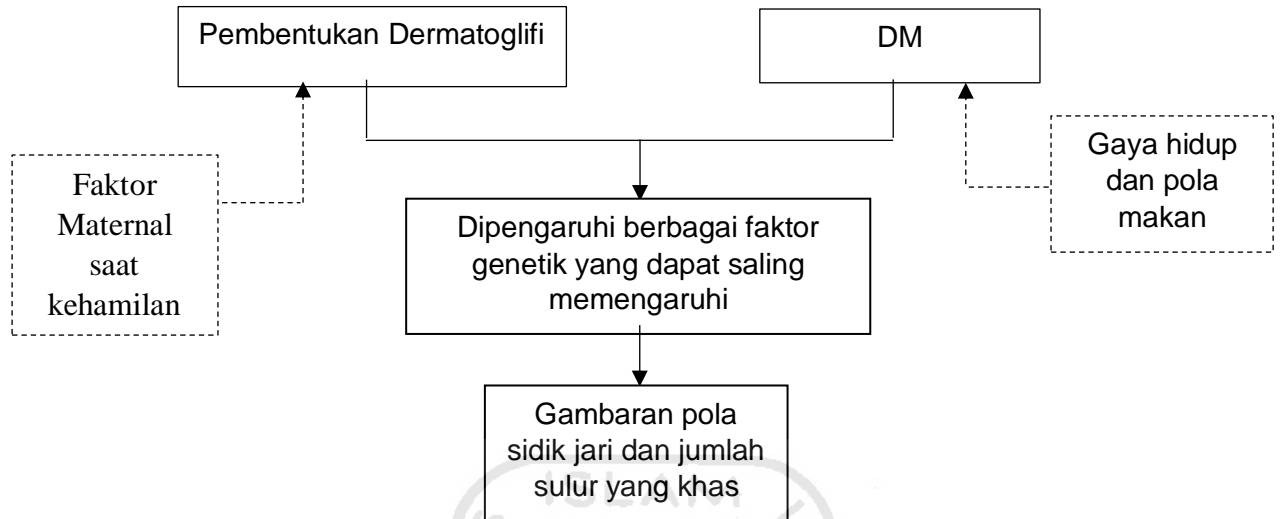 Pembentukan Dermatoglifi
DM
Faktor
Maternal
saat
kehamilan
Gaya hidup
dan pola
makan
Dipengaruhi berbagai faktor
genetik yang dapat saling
memengaruhi
Gambaran pola
sidik jari dan jumlah
sulur yang khas
ISLAM